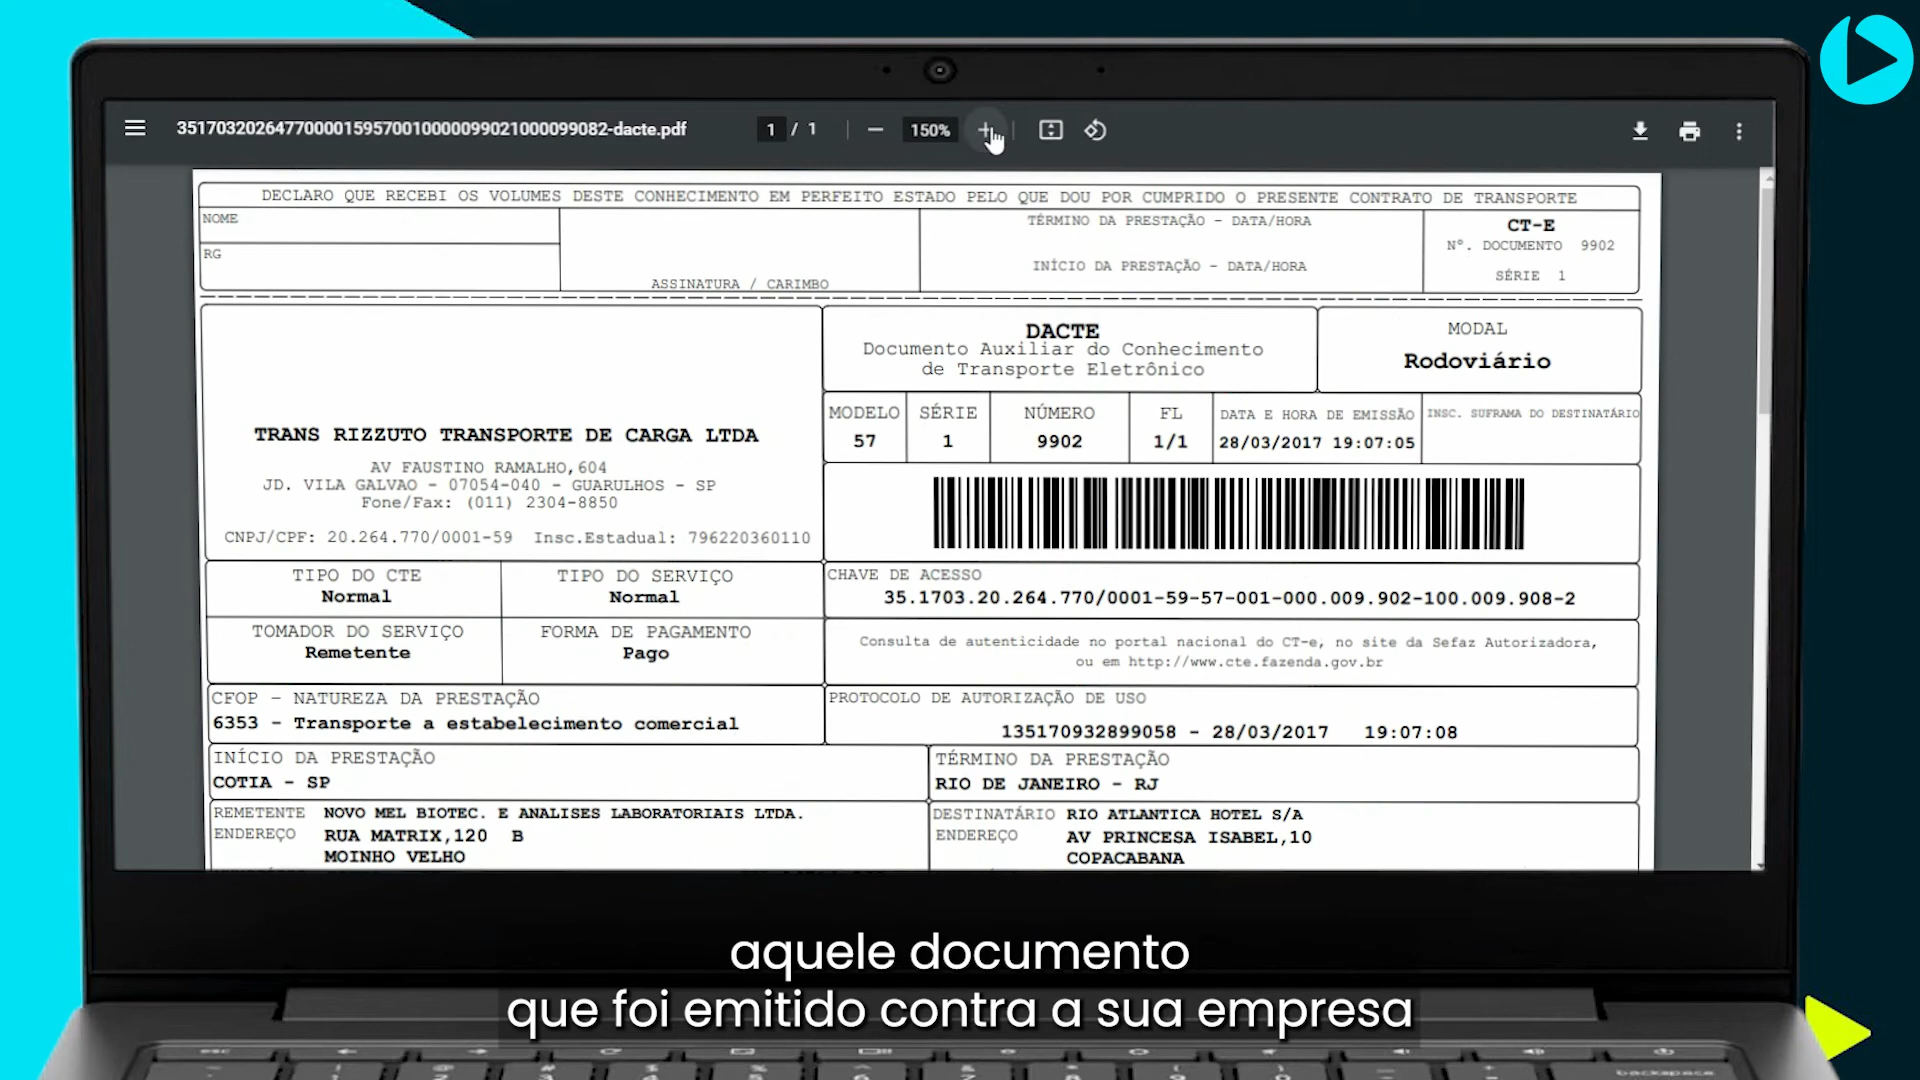 35170320264770000159570010000099021000099082-dacte.pdf
1 / 1
150%
DECLARO QUE RECEBI OS VOLUMES DESTE CONHECIMENTO EM PERFEITO ESTADO PELO QUE DOU POR CUMPRIDO O PRESENTE CONTRATO DE TRANSPORTE
NOME
RG
ASSINATURA / CARIMBO
TÉRMINO DA PRESTAÇÃO - DATA/HORA
INÍCIO DA PRESTAÇÃO - DATA/HORA
CT-E
Nº. DOCUMENTO 9902
SÉRIE 1
TRANS RIZZUTO TRANSPORTE DE CARGA LTDA
AV FAUSTINO RAMALHO,604
JD. VILA GALVAO - 07054-040 - GUARULHOS - SP
Fone/Fax: (011) 2304-8850
CNPJ/CPF: 20.264.770/0001-59 Insc.Estadual: 796220360110
DACTE
Documento Auxiliar do Conhecimento
de Transporte Eletrônico
MODAL
Rodoviário
MODELO SÉRIE NÚMERO FL DATA E HORA DE EMISSÃO INSC. SUFRAMA DO DESTINATÁRIO
57 1 9902 1/1 28/03/2017 19:07:05
TIPO DO CTE TIPO DO SERVIÇO
Normal Normal
CHAVE DE ACESSO
35.1703.20.264.770/0001-59-57-001-000.009.902-100.009.908-2
TOMADOR DO SERVIÇO FORMA DE PAGAMENTO
Remetente Pago
Consulta de autenticidade no portal nacional do CT-e, no site da Sefaz Autorizadora,
ou em http://www.cte.fazenda.gov.br
CFOP - NATUREZA DA PRESTAÇÃO
6353 - Transporte a estabelecimento comercial
PROTOCOLO DE AUTORIZAÇÃO DE USO
135170932899058 - 28/03/2017 19:07:08
INÍCIO DA PRESTAÇÃO
COTIA - SP
TÉRMINO DA PRESTAÇÃO
RIO DE JANEIRO - RJ
REMETENTE NOVO MEL BIOTEC. E ANALISES LABORATORIAIS LTDA.
ENDEREÇO RUA MATRIX,120 B
MOINHO VELHO
DESTINATÁRIO RIO ATLANTICA HOTEL S/A
ENDEREÇO AV PRINCESA ISABEL,10
COPACABANA
aquele documento
que foi emitido contra a sua empresa
esc
backspace